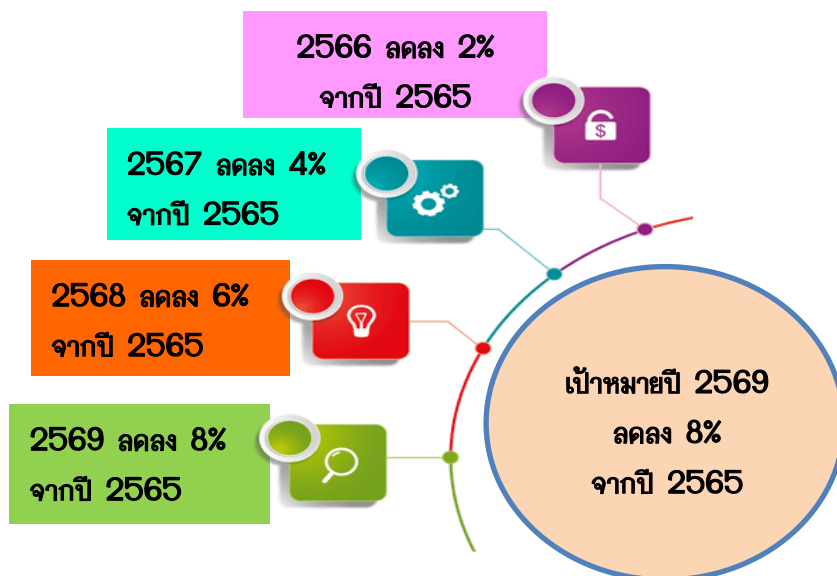 2566 ลดลง 2%
จากปี 2565
2567 ลดลง 4%
จากปี 2565
2568 ลดลง 6%
จากปี 2565
2569 ลดลง 8%
จากปี 2565
เป้าหมายปี 2569
ลดลง 8%
จากปี 2565